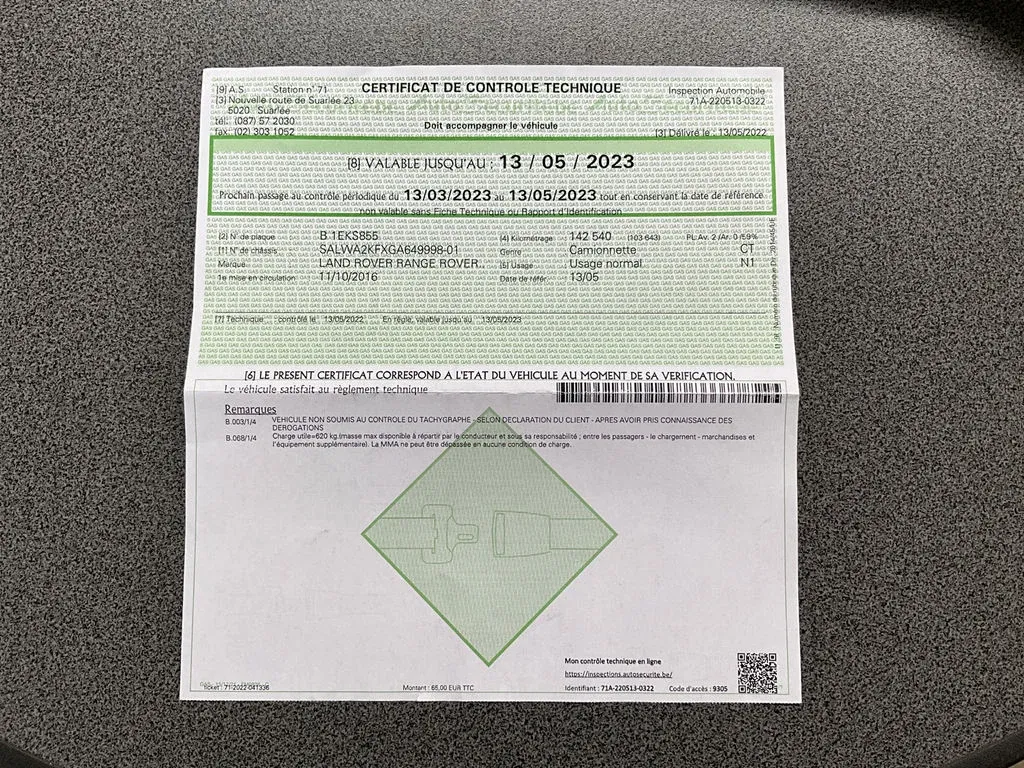 [9] A.S. Station n° 71 CERTIFICAT DE CONTROLE TECHNIQUE Inspection Automobile
[3] Nouvelle route de Suarlée 23 71A-220513-0322
5020 Suarlée
tél: (087) 57 2030 Doit accompagner le véhicule
fax: (02) 303 1052 [3] Délivré le : 13/05/2022
[8] VALABLE JUSQU'AU : 13 / 05 / 2023
Prochain passage au contrôle périodique du 13/03/2023 au 13/05/2023 tout en conservant la date de référence
non valable sans Fiche Technique ou Rapport d'Identification
[2] N° de plaque B 1EKS855 [4] Kilométrage 142 540
[1] N° de châssis SALWA2KFXGA649998-01 Genre Camionnette CT
Marque LAND ROVER RANGE ROVER.. Usage normal N1
1e mise en circulation: 11/10/2016 Date de réfer. 13/05
[7] Technique : contrôlé le : 13/05/2022 En règle, valable jusqu'au : 13/05/2023
[6] LE PRESENT CERTIFICAT CORRESPOND A L'ETAT DU VEHICULE AU MOMENT DE SA VERIFICATION.
Le véhicule satisfait au règlement technique
Remarques
B.003/1/4 VEHICULE NON SOUMIS AU CONTROLE DU TACHYGRAPHE - SELON DECLARATION DU CLIENT - APRES AVOIR PRIS CONNAISSANCE DES
DEROGATIONS
B.068/1/4 Charge utile=620 kg./masse max disponible à répartir par le conducteur et sous sa responsabilité ; entre les passagers - le chargement - marchandises et
l'équipement supplémentaire). La MMA ne peut être dépassée en aucune condition de charge.
Mon contrôle technique en ligne
https://inspections.autosecurite.be/
Ticket : 71-2022-041336 Montant : 65,00 EUR TTC Identifiant : 71A-220513-0322 Code d'accès : 9305